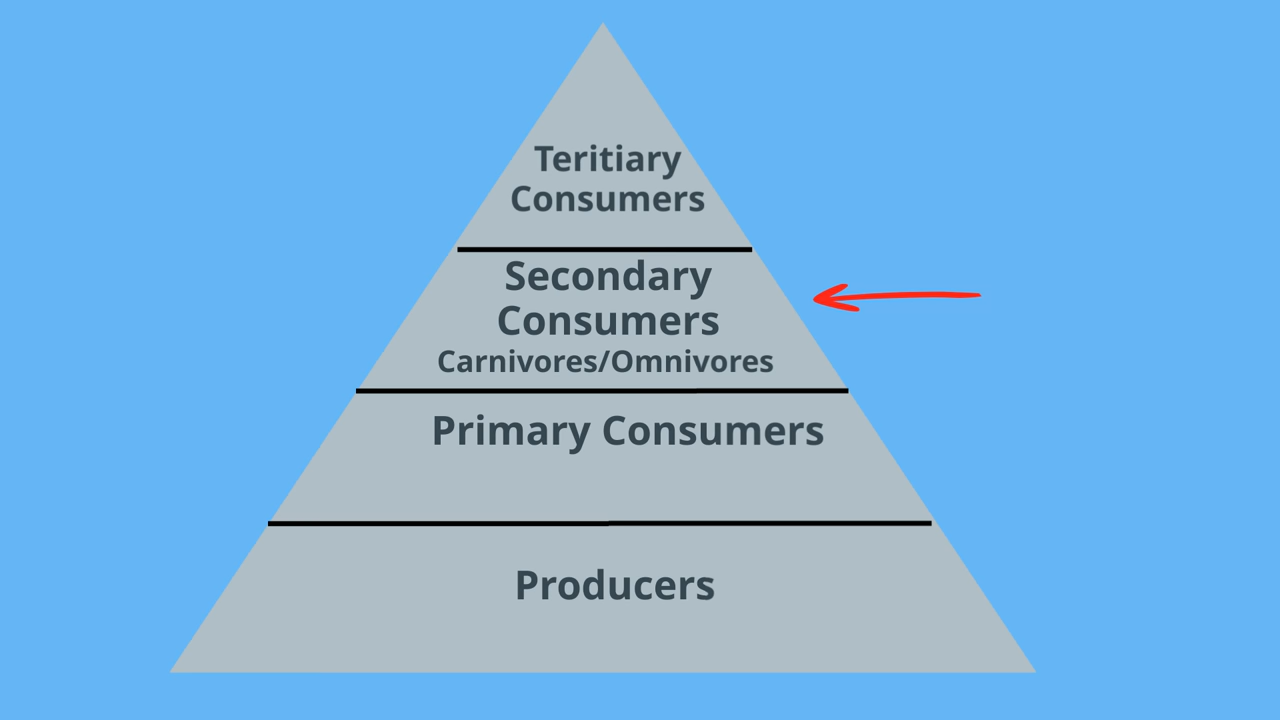 Teritiary
Consumers
Secondary
Consumers
Carnivores/Omnivores
Primary Consumers
Producers